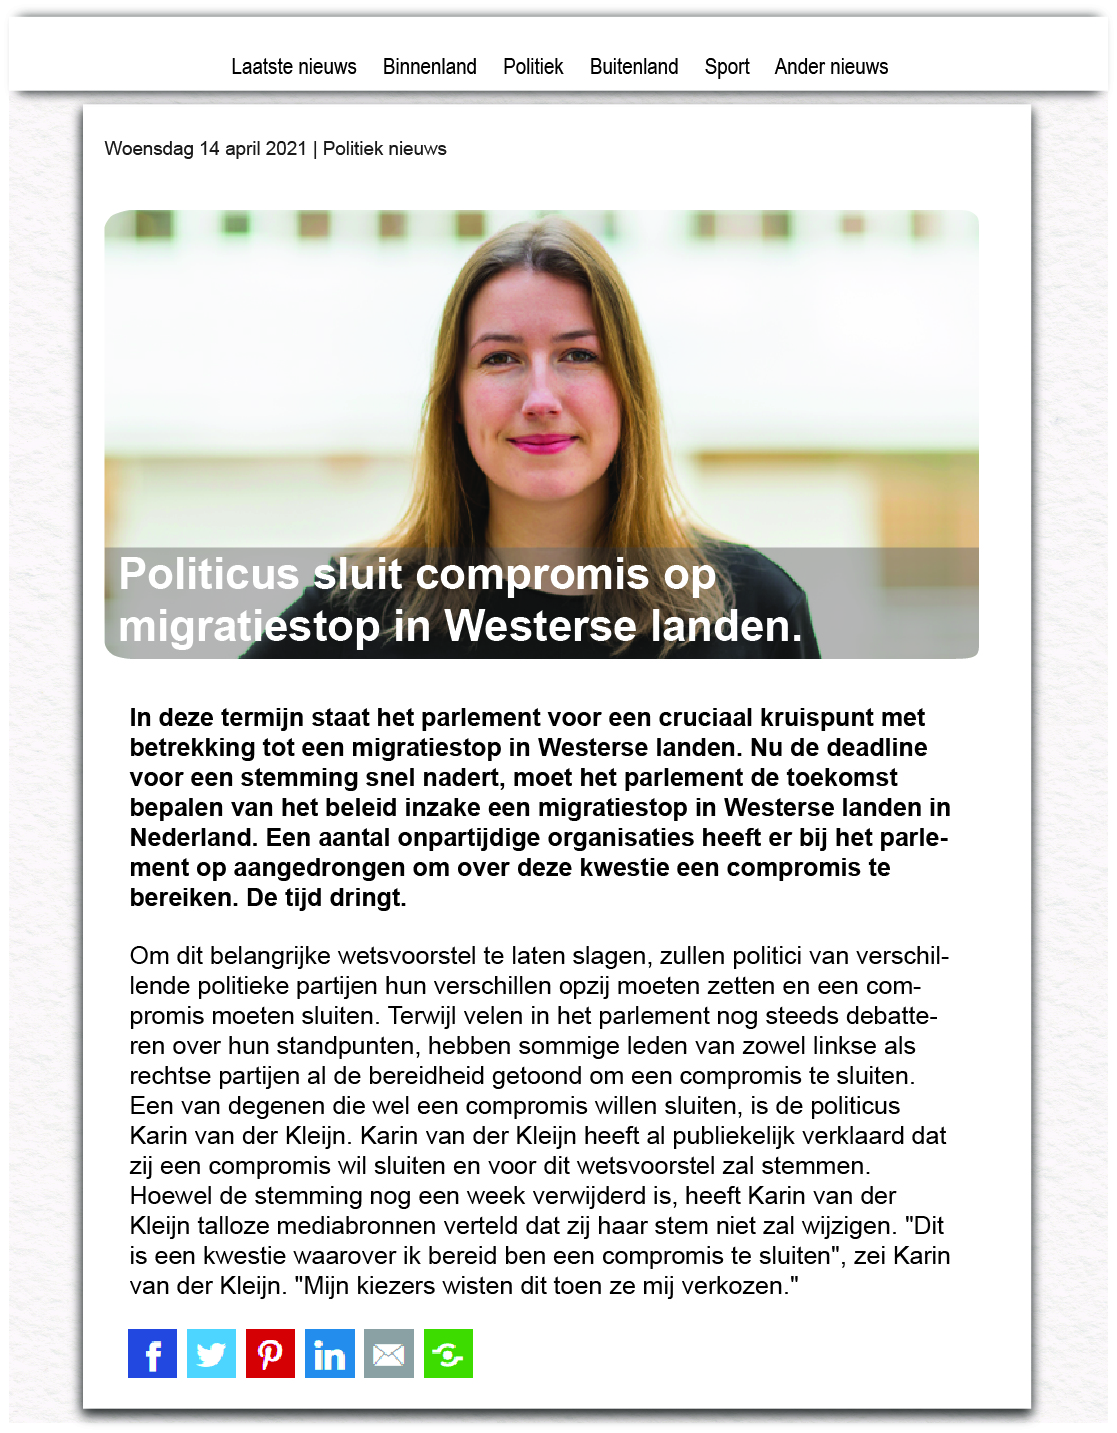 Laatste nieuws Binnenland Politiek Buitenland Sport Ander nieuws
Woensdag 14 april 2021 | Politiek nieuws
Politicus sluit compromis op
migratiestop in Westerse landen.
In deze termijn staat het parlement voor een cruciaal kruispunt met
betrekking tot een migratiestop in Westerse landen. Nu de deadline
voor een stemming snel nadert, moet het parlement de toekomst
bepalen van het beleid inzake een migratiestop in Westerse landen in
Nederland. Een aantal onpartijdige organisaties heeft er bij het parle-
ment op aangedrongen om over deze kwestie een compromis te
bereiken. De tijd dringt.
Om dit belangrijke wetsvoorstel te laten slagen, zullen politici van verschil-
lende politieke partijen hun verschillen opzij moeten zetten en een com-
promis moeten sluiten. Terwijl velen in het parlement nog steeds debatte-
ren over hun standpunten, hebben sommige leden van zowel linkse als
rechtse partijen al de bereidheid getoond om een compromis te sluiten.
Een van degenen die wel een compromis willen sluiten, is de politicus
Karin van der Kleijn. Karin van der Kleijn heeft al publiekelijk verklaard dat
zij een compromis wil sluiten en voor dit wetsvoorstel zal stemmen.
Hoewel de stemming nog een week verwijderd is, heeft Karin van der
Kleijn talloze mediabronnen verteld dat zij haar stem niet zal wijzigen. "Dit
is een kwestie waarover ik bereid ben een compromis te sluiten", zei Karin
van der Kleijn. "Mijn kiezers wisten dit toen ze mij verkozen."